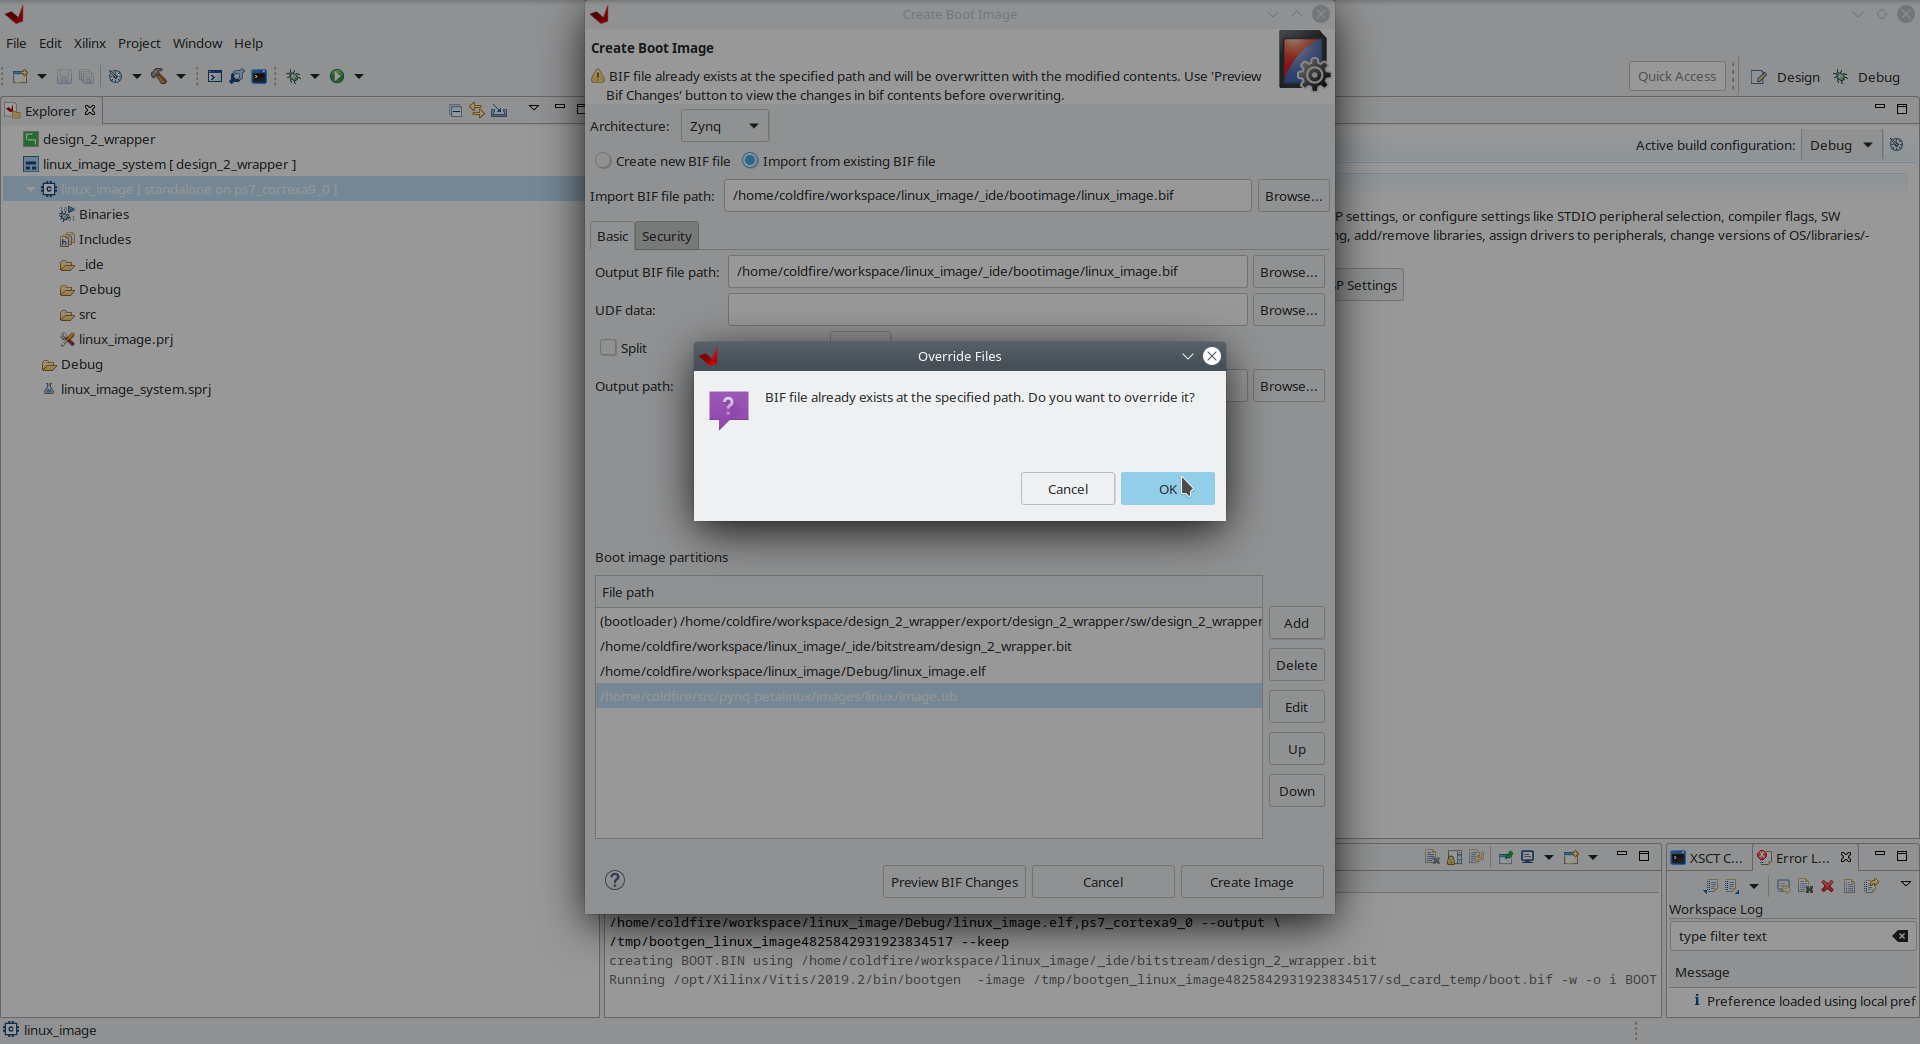 Create Boot Image
File Edit Xilinx Project Window Help
Create Boot Image
BIF file already exists at the specified path and will be overwritten with the modified contents. Use 'Preview
Bif Changes' button to view the changes in bif contents before overwriting.
Quick Access
Design
Debug
Explorer
design_2_wrapper
linux_image_system [ design_2_wrapper ]
linux_image [ standalone on ps7_cortexa9_0 ]
Binaries
Includes
_ide
Debug
src
linux_image.prj
Debug
linux_image_system.sprj
Architecture: Zynq
Create new BIF file Import from existing BIF file
Import BIF file path: /home/coldfire/workspace/linux_image/_ide/bootimage/linux_image.bif Browse...
Basic Security
Output BIF file path: /home/coldfire/workspace/linux_image/_ide/bootimage/linux_image.bif Browse...
UDF data: Browse...
Split
Output path: Browse...
Active build configuration: Debug
P settings, or configure settings like STDIO peripheral selection, compiler flags, SW
ng, add/remove libraries, assign drivers to peripherals, change versions of OS/libraries/-
P Settings
Override Files
?
BIF file already exists at the specified path. Do you want to override it?
Cancel OK
Boot image partitions
File path
(bootloader) /home/coldfire/workspace/design_2_wrapper/export/design_2_wrapper/sw/design_2_wrapper
/home/coldfire/workspace/linux_image/_ide/bitstream/design_2_wrapper.bit
/home/coldfire/workspace/linux_image/Debug/linux_image.elf
/home/coldfire/src/pynq-petalinux/images/linux/image.ub
Add
Delete
Edit
Up
Down
? Preview BIF Changes Cancel Create Image
/home/coldfire/workspace/linux_image/Debug/linux_image.elf,ps7_cortexa9_0 --output \
/tmp/bootgen_linux_image4825842931923834517 --keep
creating BOOT.BIN using /home/coldfire/workspace/linux_image/_ide/bitstream/design_2_wrapper.bit
Running /opt/Xilinx/Vitis/2019.2/bin/bootgen -image /tmp/bootgen_linux_image4825842931923834517/sd_card_temp/boot.bif -w -o i BOOT
XSCT C... Error L...
Workspace Log
type filter text
Message
Preference loaded using local pref
linux_image